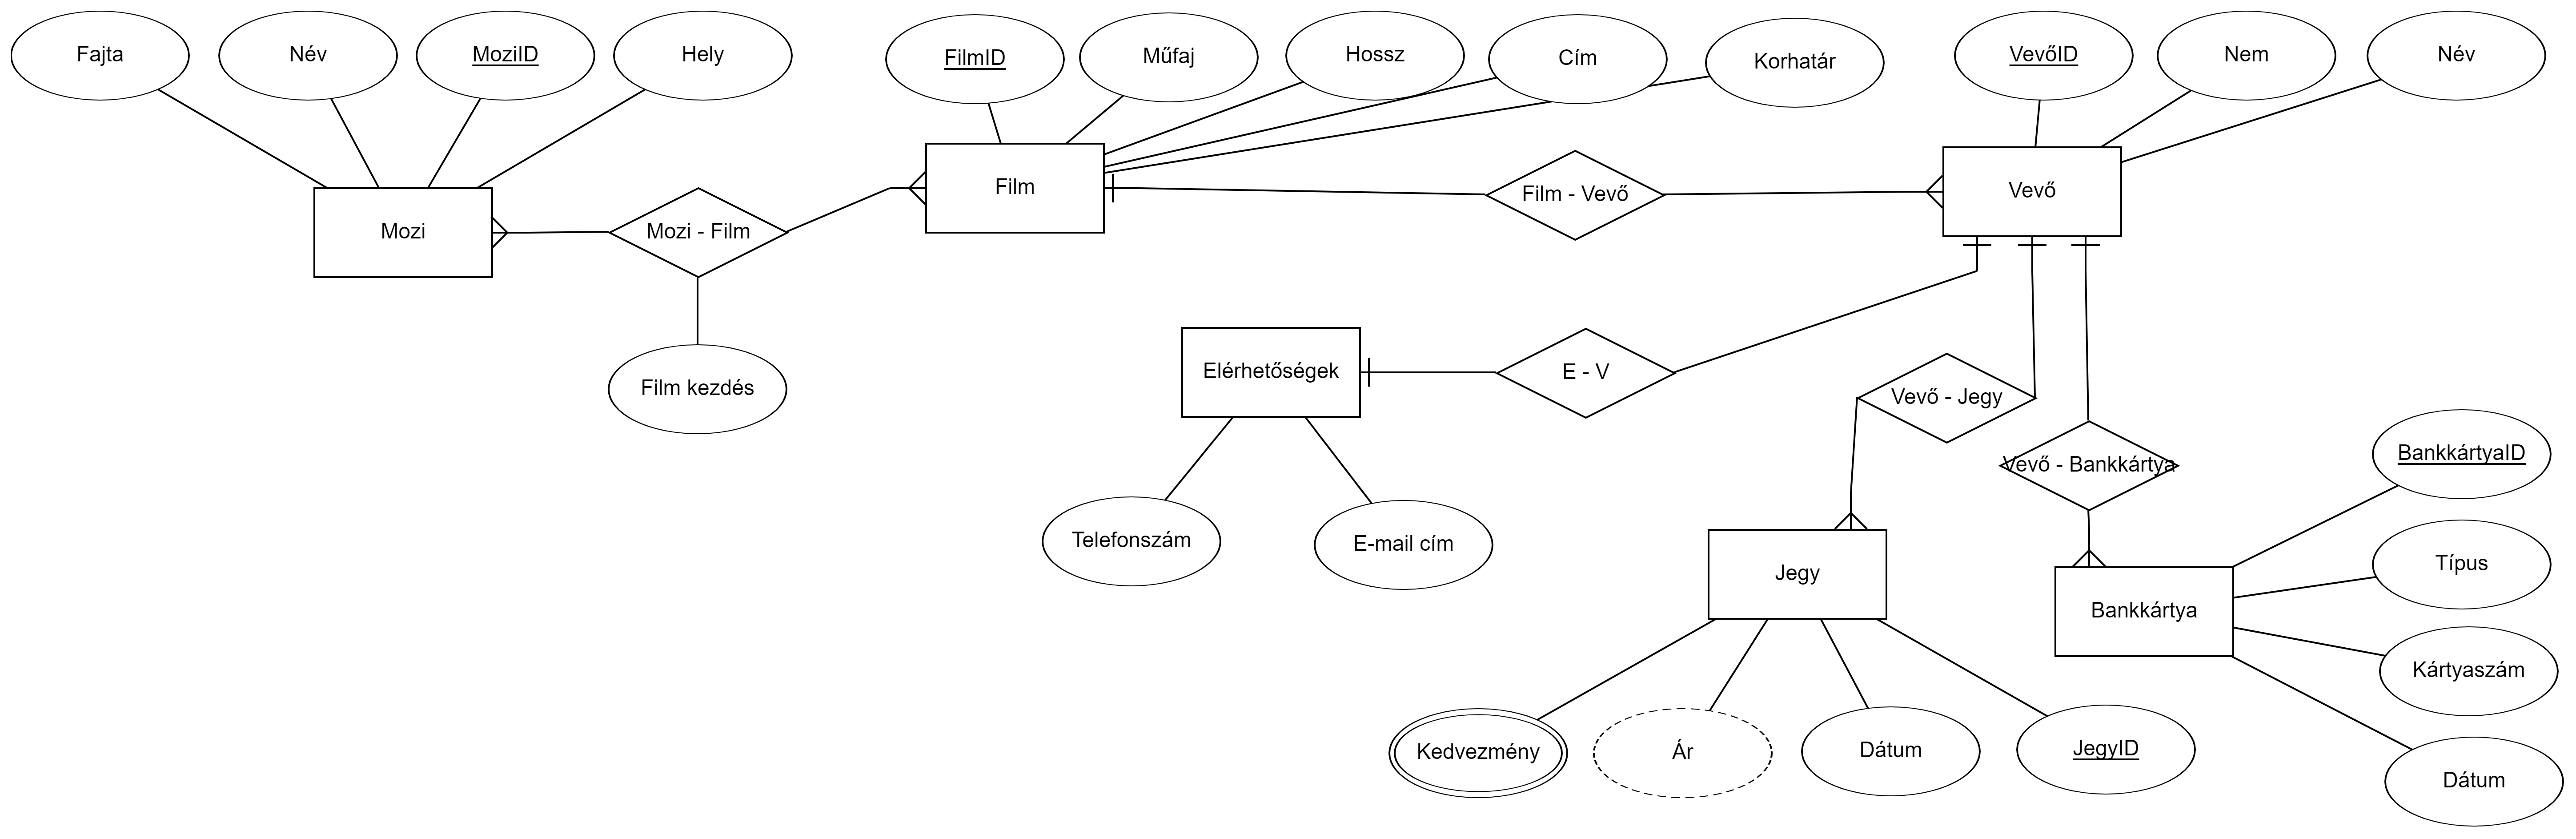 Fajta
Név
MoziID
Hely
FilmID
Műfaj
Hossz
Cím
Korhatár
VevőID
Nem
Név
Mozi
Mozi - Film
Film
Film - Vevő
Vevő
Film kezdés
Elérhetőségek
E - V
Vevő - Jegy
Vevő - Bankkártya
BankkártyaID
Telefonszám
E-mail cím
Jegy
Típus
Bankkártya
Kártyaszám
Kedvezmény
Ár
Dátum
JegyID
Dátum